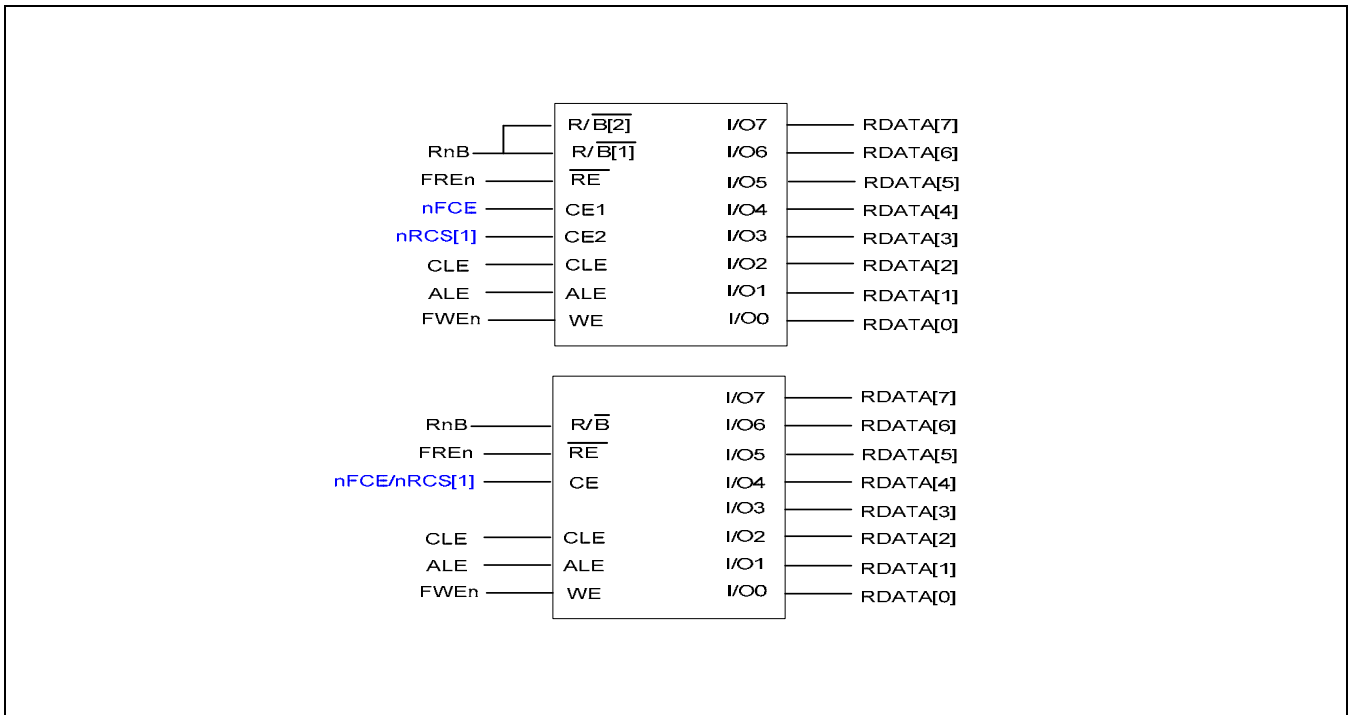 R/B[2] I/O7 RDATA[7]
RnB R/B[1] I/O6 RDATA[6]
FREn RE I/O5 RDATA[5]
nFCE CE1 I/O4 RDATA[4]
nRCS[1] CE2 I/O3 RDATA[3]
CLE CLE I/O2 RDATA[2]
ALE ALE I/O1 RDATA[1]
FWEn WE I/O0 RDATA[0]
I/O7 RDATA[7]
RnB R/B I/O6 RDATA[6]
FREn RE I/O5 RDATA[5]
nFCE/nRCS[1] CE I/O4 RDATA[4]
I/O3 RDATA[3]
CLE CLE I/O2 RDATA[2]
ALE ALE I/O1 RDATA[1]
FWEn WE I/O0 RDATA[0]